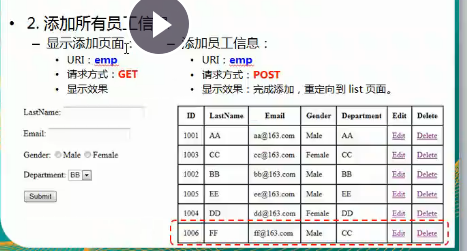 2. 添加所有员工信息
– 显示添加页面：
• URI：emp
• 请求方式：GET
• 显示效果
– 添加员工信息：
• URI：emp
• 请求方式：POST
• 显示效果：完成添加，重定向到 list 页面。
LastName:
Email:
Gender: Male Female
Department: BB
Submit
ID LastName Email Gender Department Edit Delete
1001 AA aa@163.com Male AA Edit Delete
1003 CC cc@163.com Female CC Edit Delete
1002 BB bb@163.com Male BB Edit Delete
1005 EE ee@163.com Male EE Edit Delete
1004 DD dd@163.com Female DD Edit Delete
1006 FF ff@163.com Male CC Edit Delete